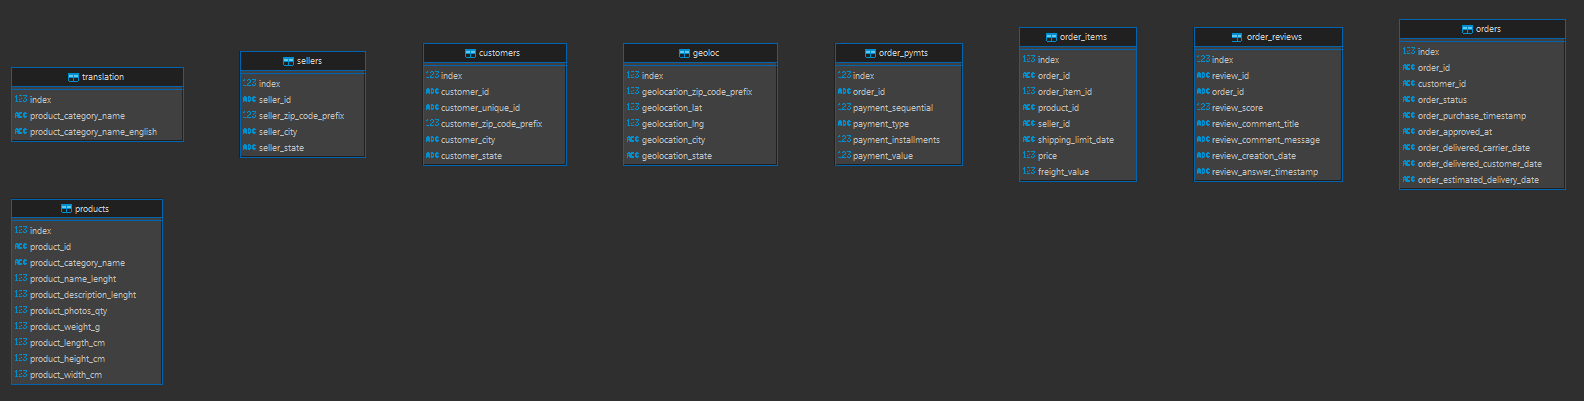 translation
123 index
ABC product_category_name
ABC product_category_name_english
sellers
123 index
ABC seller_id
123 seller_zip_code_prefix
ABC seller_city
ABC seller_state
customers
123 index
ABC customer_id
ABC customer_unique_id
123 customer_zip_code_prefix
ABC customer_city
ABC customer_state
geoloc
123 index
123 geolocation_zip_code_prefix
123 geolocation_lat
123 geolocation_lng
ABC geolocation_city
ABC geolocation_state
order_pymts
123 index
ABC order_id
123 payment_sequential
ABC payment_type
123 payment_installments
123 payment_value
order_items
123 index
ABC order_id
123 order_item_id
ABC product_id
ABC seller_id
ABC shipping_limit_date
123 price
123 freight_value
order_reviews
123 index
ABC review_id
ABC order_id
123 review_score
ABC review_comment_title
ABC review_comment_message
ABC review_creation_date
ABC review_answer_timestamp
orders
123 index
ABC order_id
ABC customer_id
ABC order_status
ABC order_purchase_timestamp
ABC order_approved_at
ABC order_delivered_carrier_date
ABC order_delivered_customer_date
ABC order_estimated_delivery_date
products
123 index
ABC product_id
ABC product_category_name
123 product_name_lenght
123 product_description_lenght
123 product_photos_qty
123 product_weight_g
123 product_length_cm
123 product_height_cm
123 product_width_cm